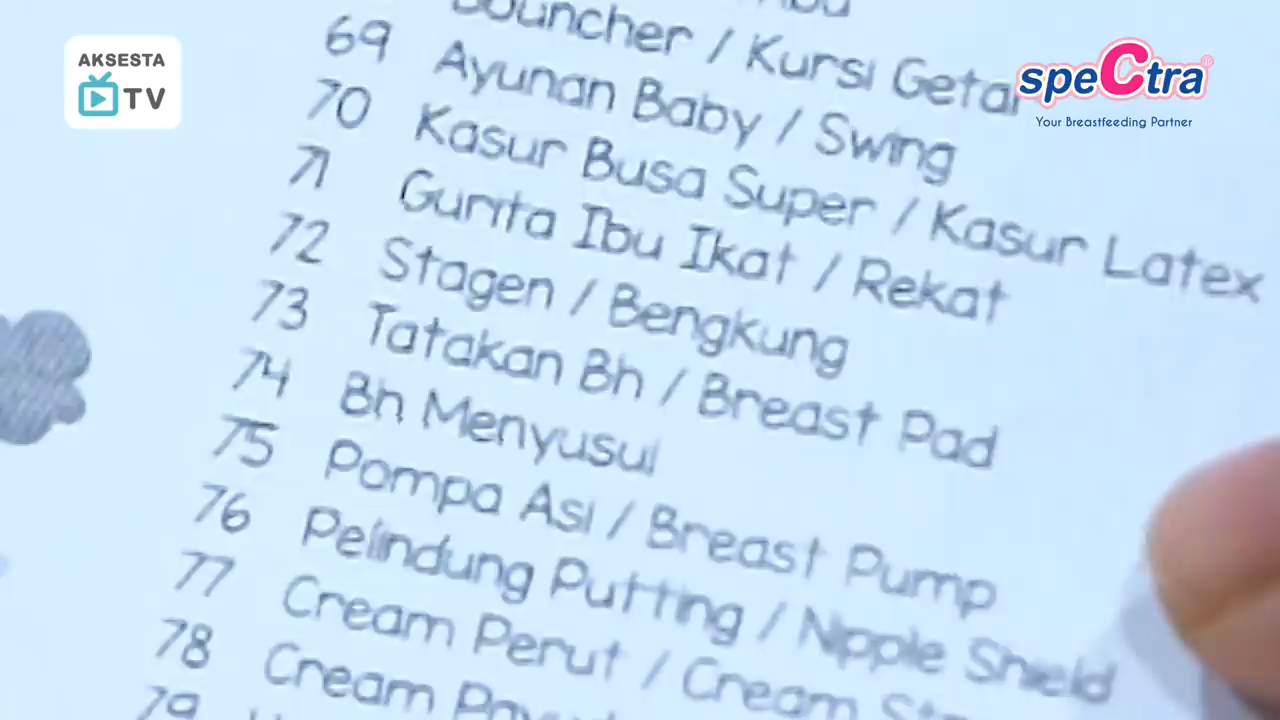 AKSESTA
TV
speCtra®
Your Breastfeeding Partner
Bouncher / Kursi Getar
69 Ayunan Baby / Swing
70 Kasur Busa Super / Kasur Latex
71 Gurita Ibu Ikat / Rekat
72 Stagen / Bengkung
73 Tatakan Bh / Breast Pad
74 Bh Menyusui
75 Pompa Asi / Breast Pump
76 Pelindung Putting / Nipple Shield
77 Cream Perut / Cream
78 Cream
79